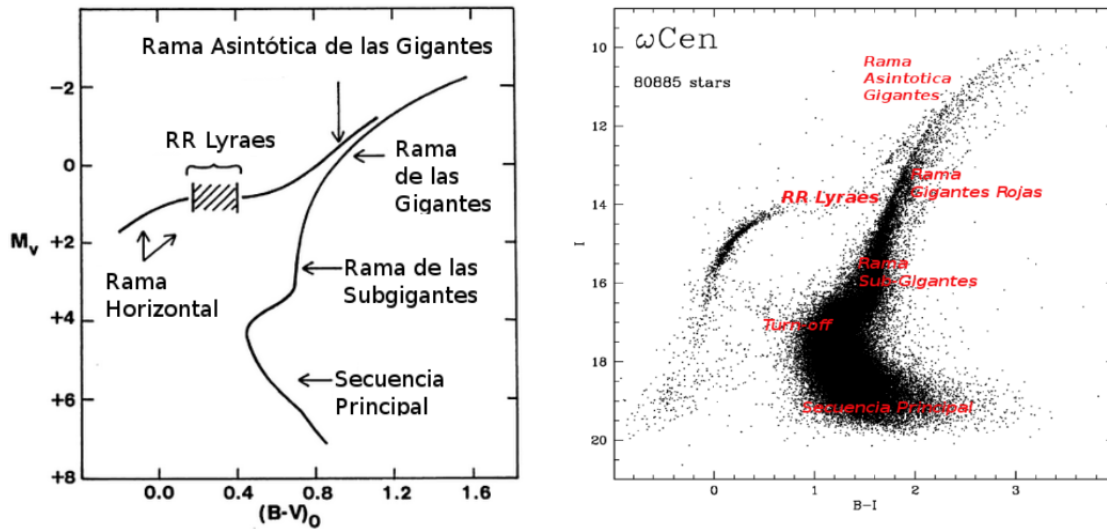 Rama Asintótica de las Gigantes
RR Lyraes
Rama
de las
Gigantes
Rama
Horizontal
Rama de las
Subgigantes
Secuencia
Principal
−2
0
+2
+4
+6
+8
Mv
0.0
0.4
0.8
1.2
1.6
(B-V)0
ωCen
80885 stars
Rama
Asintotica
Gigantes
RR Lyraes
Rama
Gigantes Rojas
Rama
Sub-Gigantes
Turn-off
Secuencia Principal
10
12
14
16
18
20
I
0
1
2
3
B-I